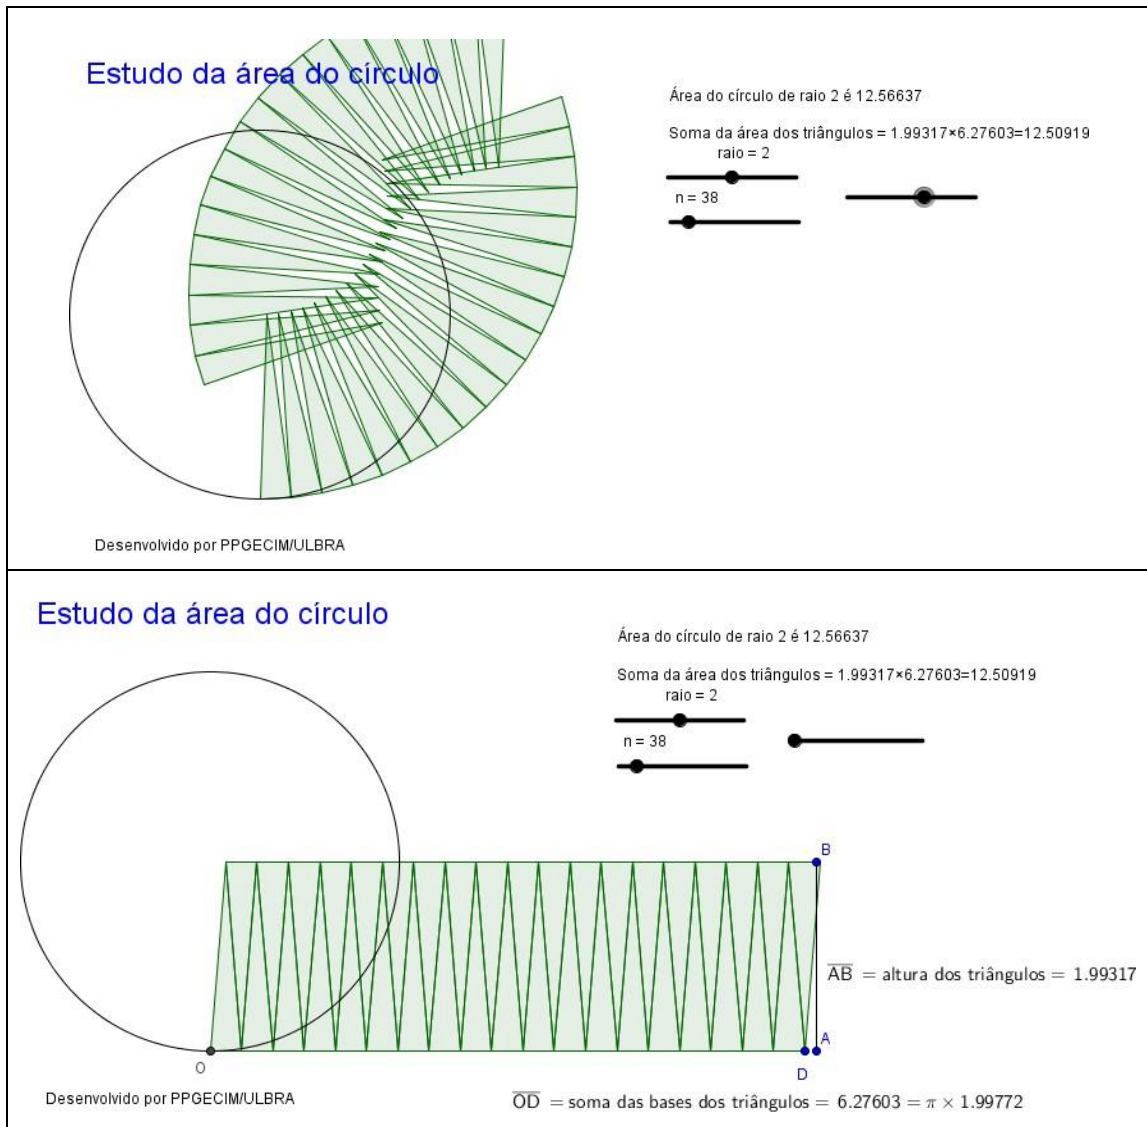 Estudo da área do círculo
Área do círculo de raio 2 é 12.56637
Soma da área dos triângulos = 1.99317×6.27603=12.50919
raio = 2
n = 38
Desenvolvido por PPGECIM/ULBRA
Estudo da área do círculo
Área do círculo de raio 2 é 12.56637
Soma da área dos triângulos = 1.99317×6.27603=12.50919
raio = 2
n = 38
B
AB = altura dos triângulos = 1.99317
A
O
D
Desenvolvido por PPGECIM/ULBRA
OD = soma das bases dos triângulos = 6.27603 = π × 1.99772